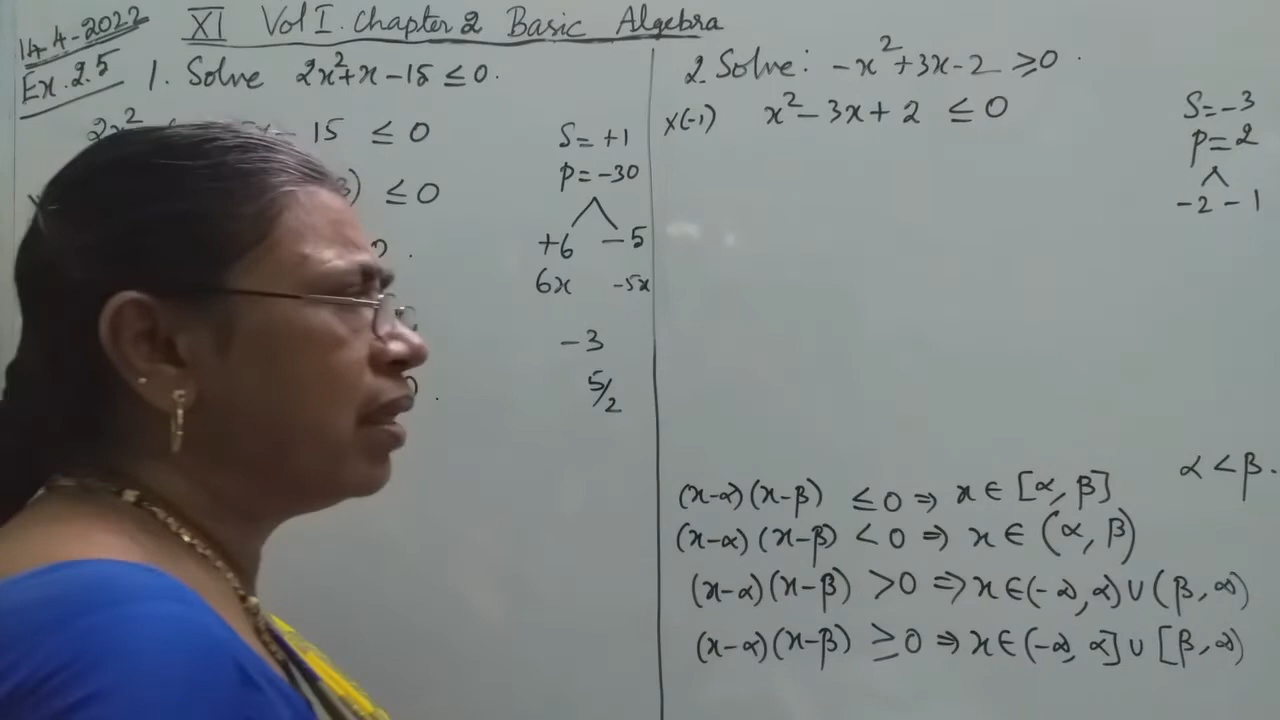 14-4-2022
XI Vol I. Chapter 2 Basic Algebra
Ex. 2.5
1. Solve 2x²+x-15 ≤ 0.
2x² - 15 ≤ 0
3) ≤ 0
S = +1
P = -30
+6 -5
6x -5x
-3
5/2
2. Solve: -x²+3x-2 ≥0.
x(-1) x²-3x+2 ≤ 0
S = -3
P = 2
-2 -1
α < β.
(x-α)(x-β) ≤ 0 ⇒ x ∈ [α, β]
(x-α)(x-β) < 0 ⇒ x ∈ (α, β)
(x-α)(x-β) > 0 ⇒ x ∈ (-∞, α) ∪ (β, ∞)
(x-α)(x-β) ≥ 0 ⇒ x ∈ (-∞, α] ∪ [β, ∞)